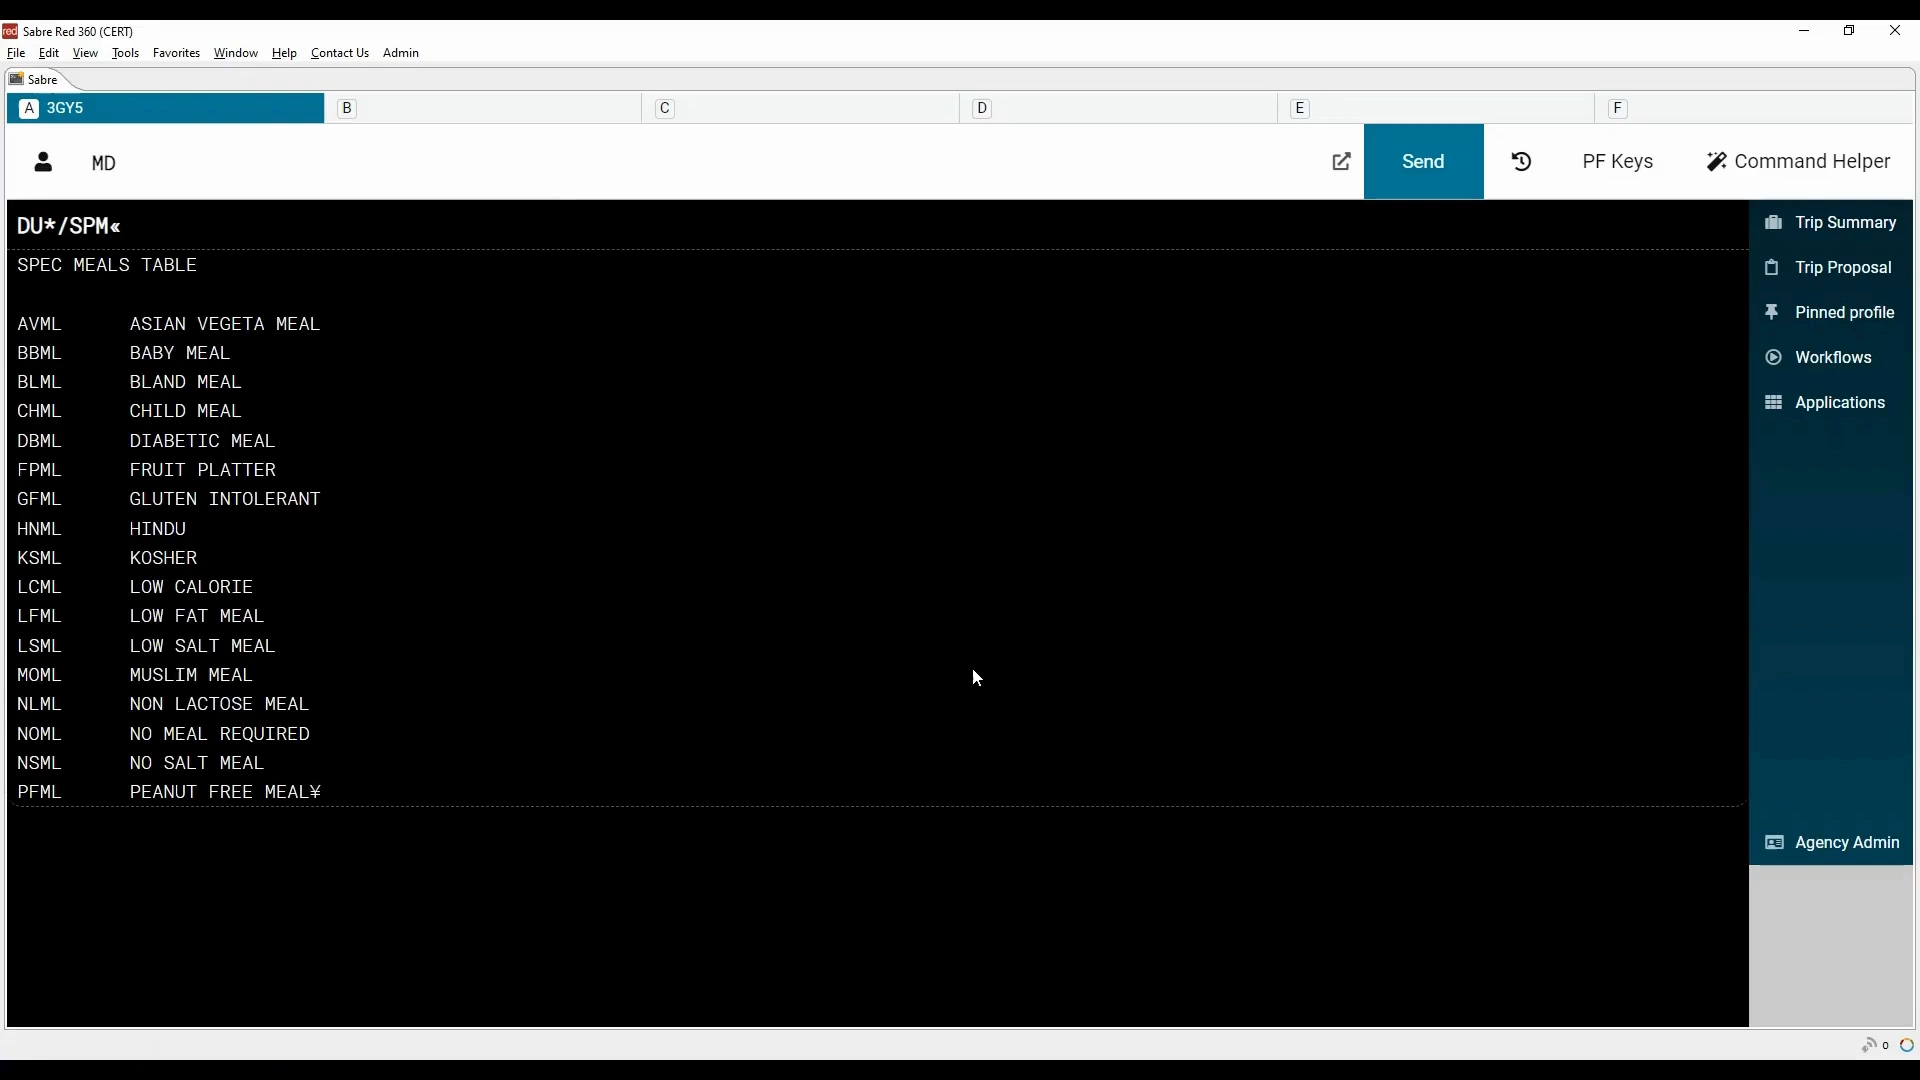 red Sabre Red 360 (CERT)
File Edit View Tools Favorites Window Help Contact Us Admin
Sabre
A 3GY5 B C D E F
MD Send PF Keys Command Helper
DU*/SPM«
SPEC MEALS TABLE
AVML ASIAN VEGETA MEAL
BBML BABY MEAL
BLML BLAND MEAL
CHML CHILD MEAL
DBML DIABETIC MEAL
FPML FRUIT PLATTER
GFML GLUTEN INTOLERANT
HNML HINDU
KSML KOSHER
LCML LOW CALORIE
LFML LOW FAT MEAL
LSML LOW SALT MEAL
MOML MUSLIM MEAL
NLML NON LACTOSE MEAL
NOML NO MEAL REQUIRED
NSML NO SALT MEAL
PFML PEANUT FREE MEAL¥
Trip Summary
Trip Proposal
Pinned profile
Workflows
Applications
Agency Admin
0